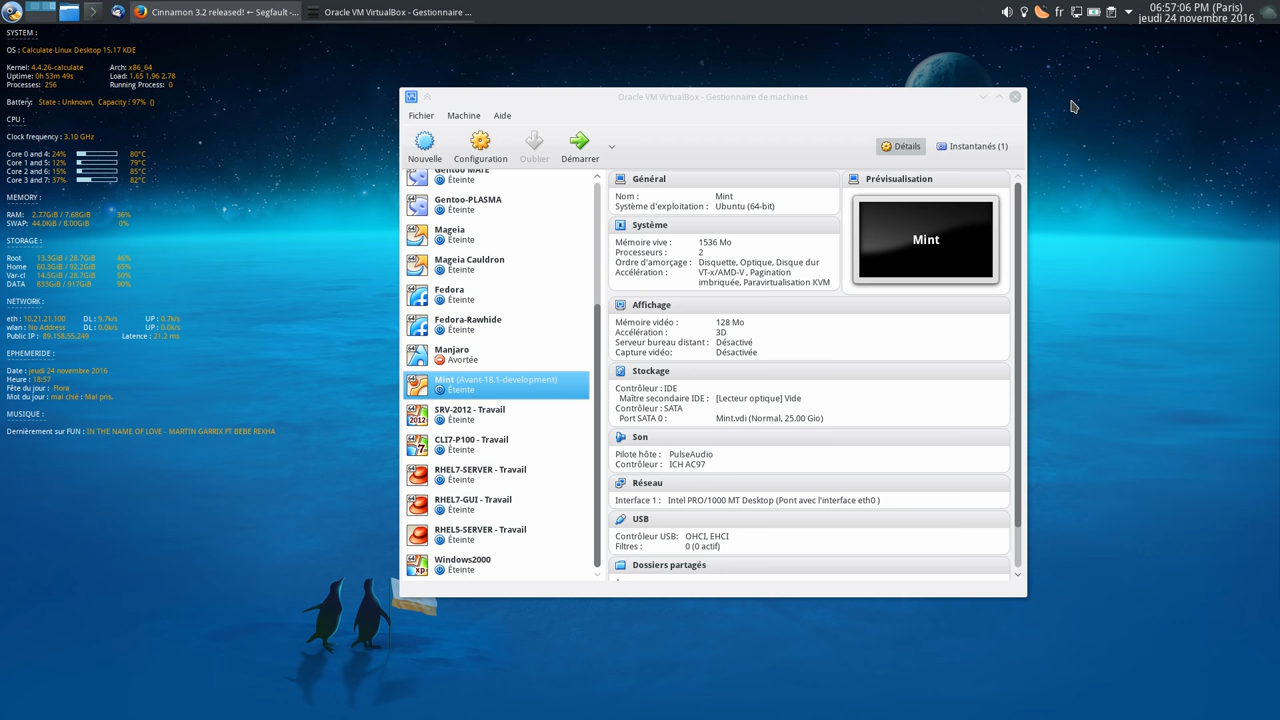 Cinnamon 3.2 released! ← Segfault -...
Oracle VM VirtualBox - Gestionnaire ...
fr
06:57:06 PM (Paris)
jeudi 24 novembre 2016
SYSTEM :
OS : Calculate Linux Desktop 15.17 KDE
Kernel: 4.4.26-calculate Arch: x86_64
Uptime: 0h 53m 49s Load: 1.65 1.96 2.78
Processes: 256 Running Process: 0
Battery: State : Unknown, Capacity : 97% ()
CPU :
Clock frequency : 3.10 GHz
Core 0 and 4: 24% 80°C
Core 1 and 5: 12% 79°C
Core 2 and 6: 15% 85°C
Core 3 and 7: 37% 82°C
MEMORY :
RAM: 2.77GiB / 7.68GiB 36%
SWAP: 44.0KiB / 8.00GiB 0%
STORAGE :
Root 13.3GiB / 28.7GiB 46%
Home 60.3GiB / 92.2GiB 65%
Var-cl 14.5GiB / 28.7GiB 50%
DATA 833GiB / 917GiB 90%
NETWORK :
eth : 10.21.21.100 DL : 9.7k/s UP : 0.7k/s
wlan : No Address DL : 0.0k/s UP : 0.0k/s
Public IP : 89.158.55.249 Latence : 21.2 ms
EPHEMERIDE :
Date : jeudi 24 novembre 2016
Heure : 18:57
Fête du jour : Flora
Mot du jour : mal chié : Mal pris.
MUSIQUE :
Dernièrement sur FUN : IN THE NAME OF LOVE - MARTIN GARRIX FT BEBE REXHA
Oracle VM VirtualBox - Gestionnaire de machines
Fichier Machine Aide
Nouvelle Configuration Oublier Démarrer
Détails Instantanés (1)
Gentoo MATE
Éteinte
Gentoo-PLASMA
Éteinte
Mageia
Éteinte
Mageia Cauldron
Éteinte
Fedora
Éteinte
Fedora-Rawhide
Éteinte
Manjaro
Avortée
Mint (Avant-18.1-development)
Éteinte
SRV-2012 - Travail
Éteinte
CLI7-P100 - Travail
Éteinte
RHEL7-SERVER - Travail
Éteinte
RHEL7-GUI - Travail
Éteinte
RHEL5-SERVER - Travail
Éteinte
Windows2000
Éteinte
Général
Nom : Mint
Système d'exploitation : Ubuntu (64-bit)
Système
Mémoire vive : 1536 Mo
Processeurs : 2
Ordre d'amorçage : Disquette, Optique, Disque dur
Accélération : VT-x/AMD-V , Pagination
imbriquée, Paravirtualisation KVM
Prévisualisation
Mint
Affichage
Mémoire vidéo : 128 Mo
Accélération : 3D
Serveur bureau distant : Désactivé
Capture vidéo: Désactivée
Stockage
Contrôleur : IDE
Maître secondaire IDE : [Lecteur optique] Vide
Contrôleur : SATA
Port SATA 0 : Mint.vdi (Normal, 25.00 Gio)
Son
Pilote hôte : PulseAudio
Contrôleur : ICH AC97
Réseau
Interface 1 : Intel PRO/1000 MT Desktop (Pont avec l'interface eth0 )
USB
Contrôleur USB: OHCI, EHCI
Filtres : 0 (0 actif)
Dossiers partagés